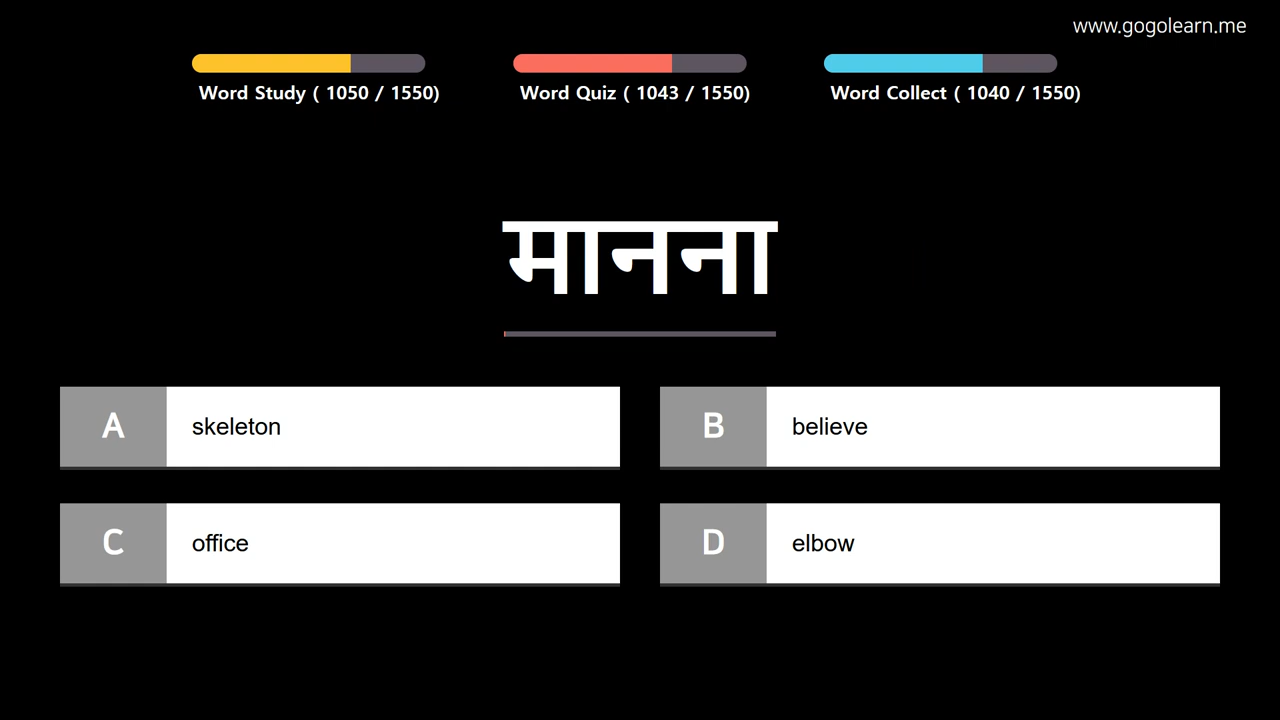 www.gogolearn.me
Word Study ( 1050 / 1550)
Word Quiz ( 1043 / 1550)
Word Collect ( 1040 / 1550)
मानना
A skeleton
B believe
C office
D elbow